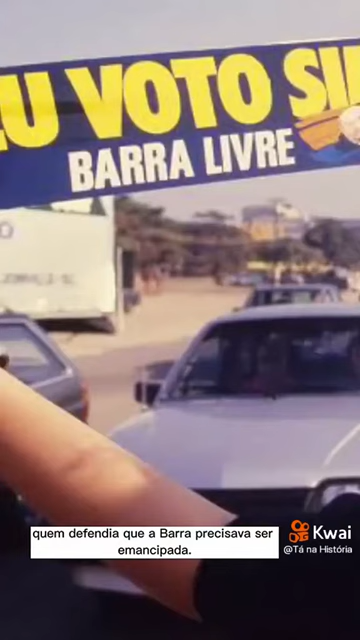 EU VOTO SI
BARRA LIVRE
quem defendia que a Barra precisava ser
emancipada.
Kwai
@Tá na História